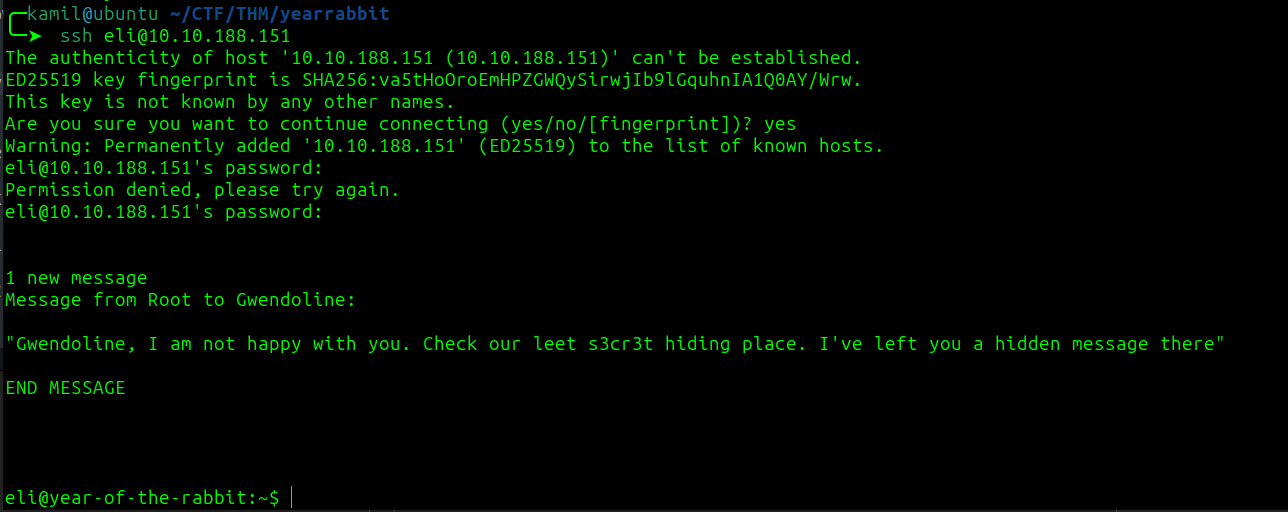 kamil@ubuntu ~/CTF/THM/yearrabbit
ssh eli@10.10.188.151
The authenticity of host '10.10.188.151 (10.10.188.151)' can't be established.
ED25519 key fingerprint is SHA256:va5tHoOroEmHPZGWQySirwjIb9lGquhnIA1Q0AY/Wrw.
This key is not known by any other names.
Are you sure you want to continue connecting (yes/no/[fingerprint])? yes
Warning: Permanently added '10.10.188.151' (ED25519) to the list of known hosts.
eli@10.10.188.151's password:
Permission denied, please try again.
eli@10.10.188.151's password:
1 new message
Message from Root to Gwendoline:
"Gwendoline, I am not happy with you. Check our leet s3cr3t hiding place. I've left you a hidden message there"
END MESSAGE
eli@year-of-the-rabbit:~$